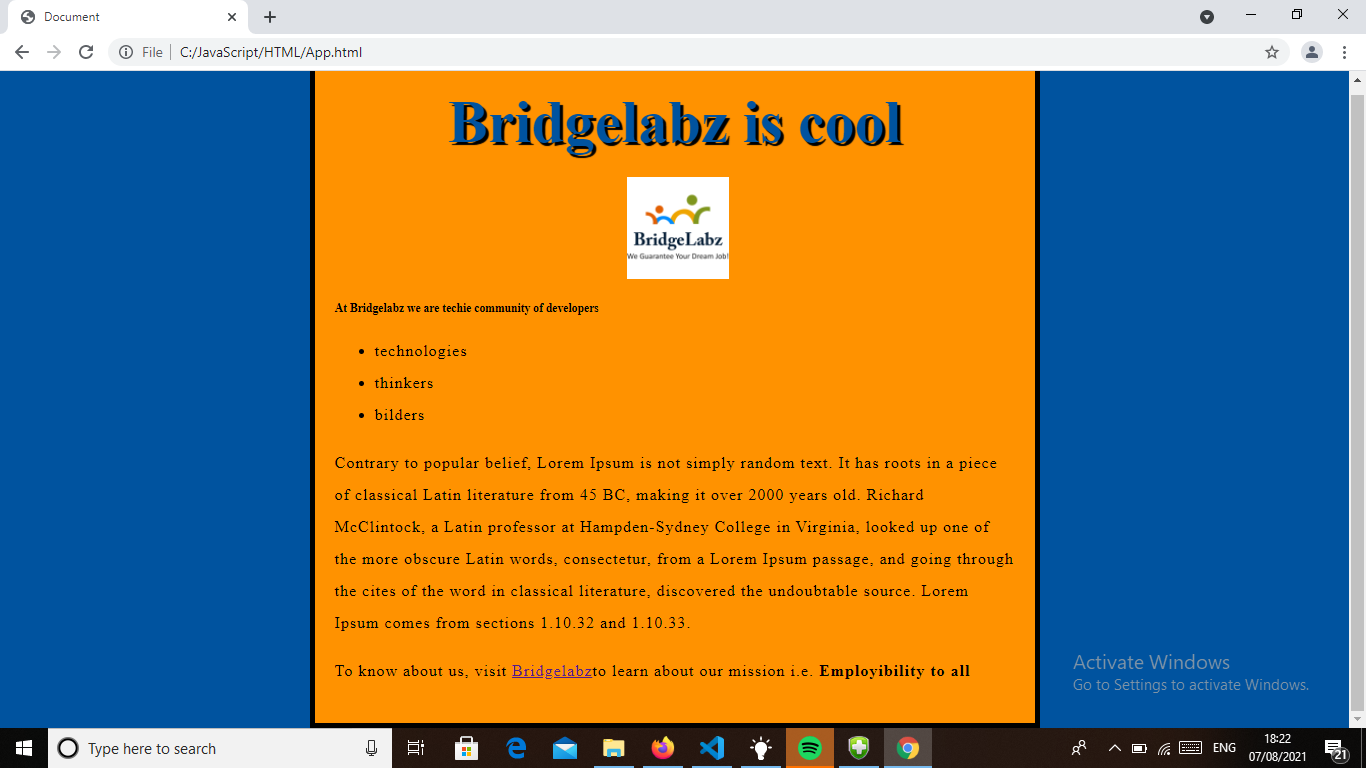 Document
File
C:/JavaScript/HTML/App.html
Bridgelabz is cool
BridgeLabz
We Guarantee Your Dream Job!
At Bridgelabz we are techie community of developers
technologies
thinkers
bilders
Contrary to popular belief, Lorem Ipsum is not simply random text. It has roots in a piece
of classical Latin literature from 45 BC, making it over 2000 years old. Richard
McClintock, a Latin professor at Hampden-Sydney College in Virginia, looked up one of
the more obscure Latin words, consectetur, from a Lorem Ipsum passage, and going through
the cites of the word in classical literature, discovered the undoubtable source. Lorem
Ipsum comes from sections 1.10.32 and 1.10.33.
To know about us, visit Bridgelabzto learn about our mission i.e. Employibility to all
Activate Windows
Go to Settings to activate Windows.
Type here to search
ENG
18:22
07/08/2021
21